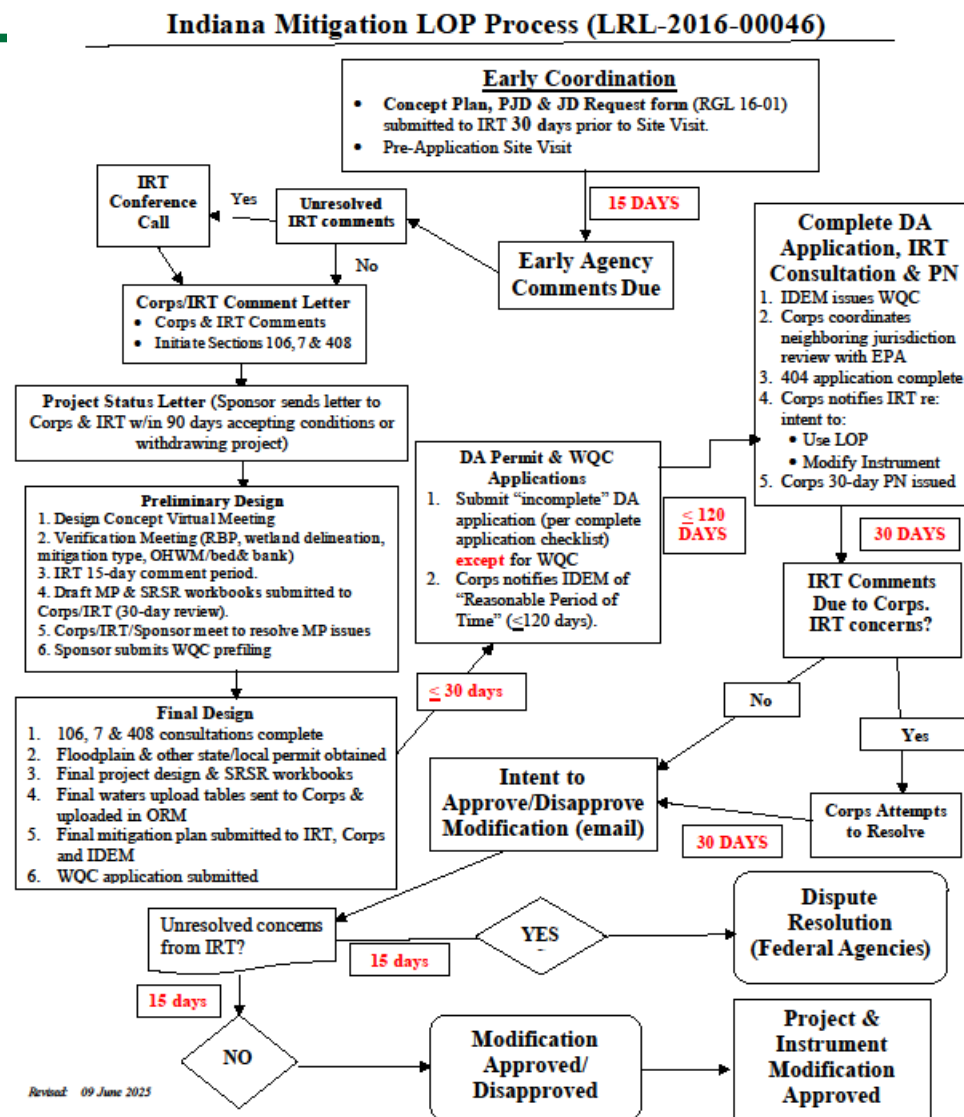 Indiana Mitigation LOP Process (LRL-2016-00046)
Early Coordination
• Concept Plan, PJD & JD Request form (RGL 16-01)
submitted to IRT 30 days prior to Site Visit.
• Pre-Application Site Visit
15 DAYS
Early Agency
Comments Due
Unresolved
IRT comments
Yes
IRT
Conference
Call
No
Corps/IRT Comment Letter
• Corps & IRT Comments
• Initiate Sections 106, 7 & 408
Project Status Letter (Sponsor sends letter to
Corps & IRT w/in 90 days accepting conditions or
withdrawing project)
Preliminary Design
1. Design Concept Virtual Meeting
2. Verification Meeting (RBP, wetland delineation,
mitigation type, OHWM/bed& bank)
3. IRT 15-day comment period.
4. Draft MP & SRSR workbooks submitted to
Corps/IRT (30-day review).
5. Corps/IRT/Sponsor meet to resolve MP issues
6. Sponsor submits WQC prefiling
Final Design
1. 106, 7 & 408 consultations complete
2. Floodplain & other state/local permit obtained
3. Final project design & SRSR workbooks
4. Final waters upload tables sent to Corps &
uploaded in ORM
5. Final mitigation plan submitted to IRT, Corps
and IDEM
6. WQC application submitted
≤ 30 days
DA Permit & WQC
Applications
1. Submit “incomplete” DA
application (per complete
application checklist)
except for WQC
2. Corps notifies IDEM of
“Reasonable Period of
Time” (≤120 days).
≤ 120
DAYS
Complete DA
Application, IRT
Consultation & PN
1. IDEM issues WQC
2. Corps coordinates
neighboring jurisdiction
review with EPA
3. 404 application complete
4. Corps notifies IRT re:
intent to:
• Use LOP
• Modify Instrument
5. Corps 30-day PN issued
30 DAYS
IRT Comments
Due to Corps.
IRT concerns?
No
Yes
Corps Attempts
to Resolve
30 DAYS
Intent to
Approve/Disapprove
Modification (email)
Unresolved concerns
from IRT?
15 days
YES
Dispute
Resolution
(Federal Agencies)
15 days
NO
Modification
Approved/
Disapproved
Project &
Instrument
Modification
Approved
Revised: 09 June 2025